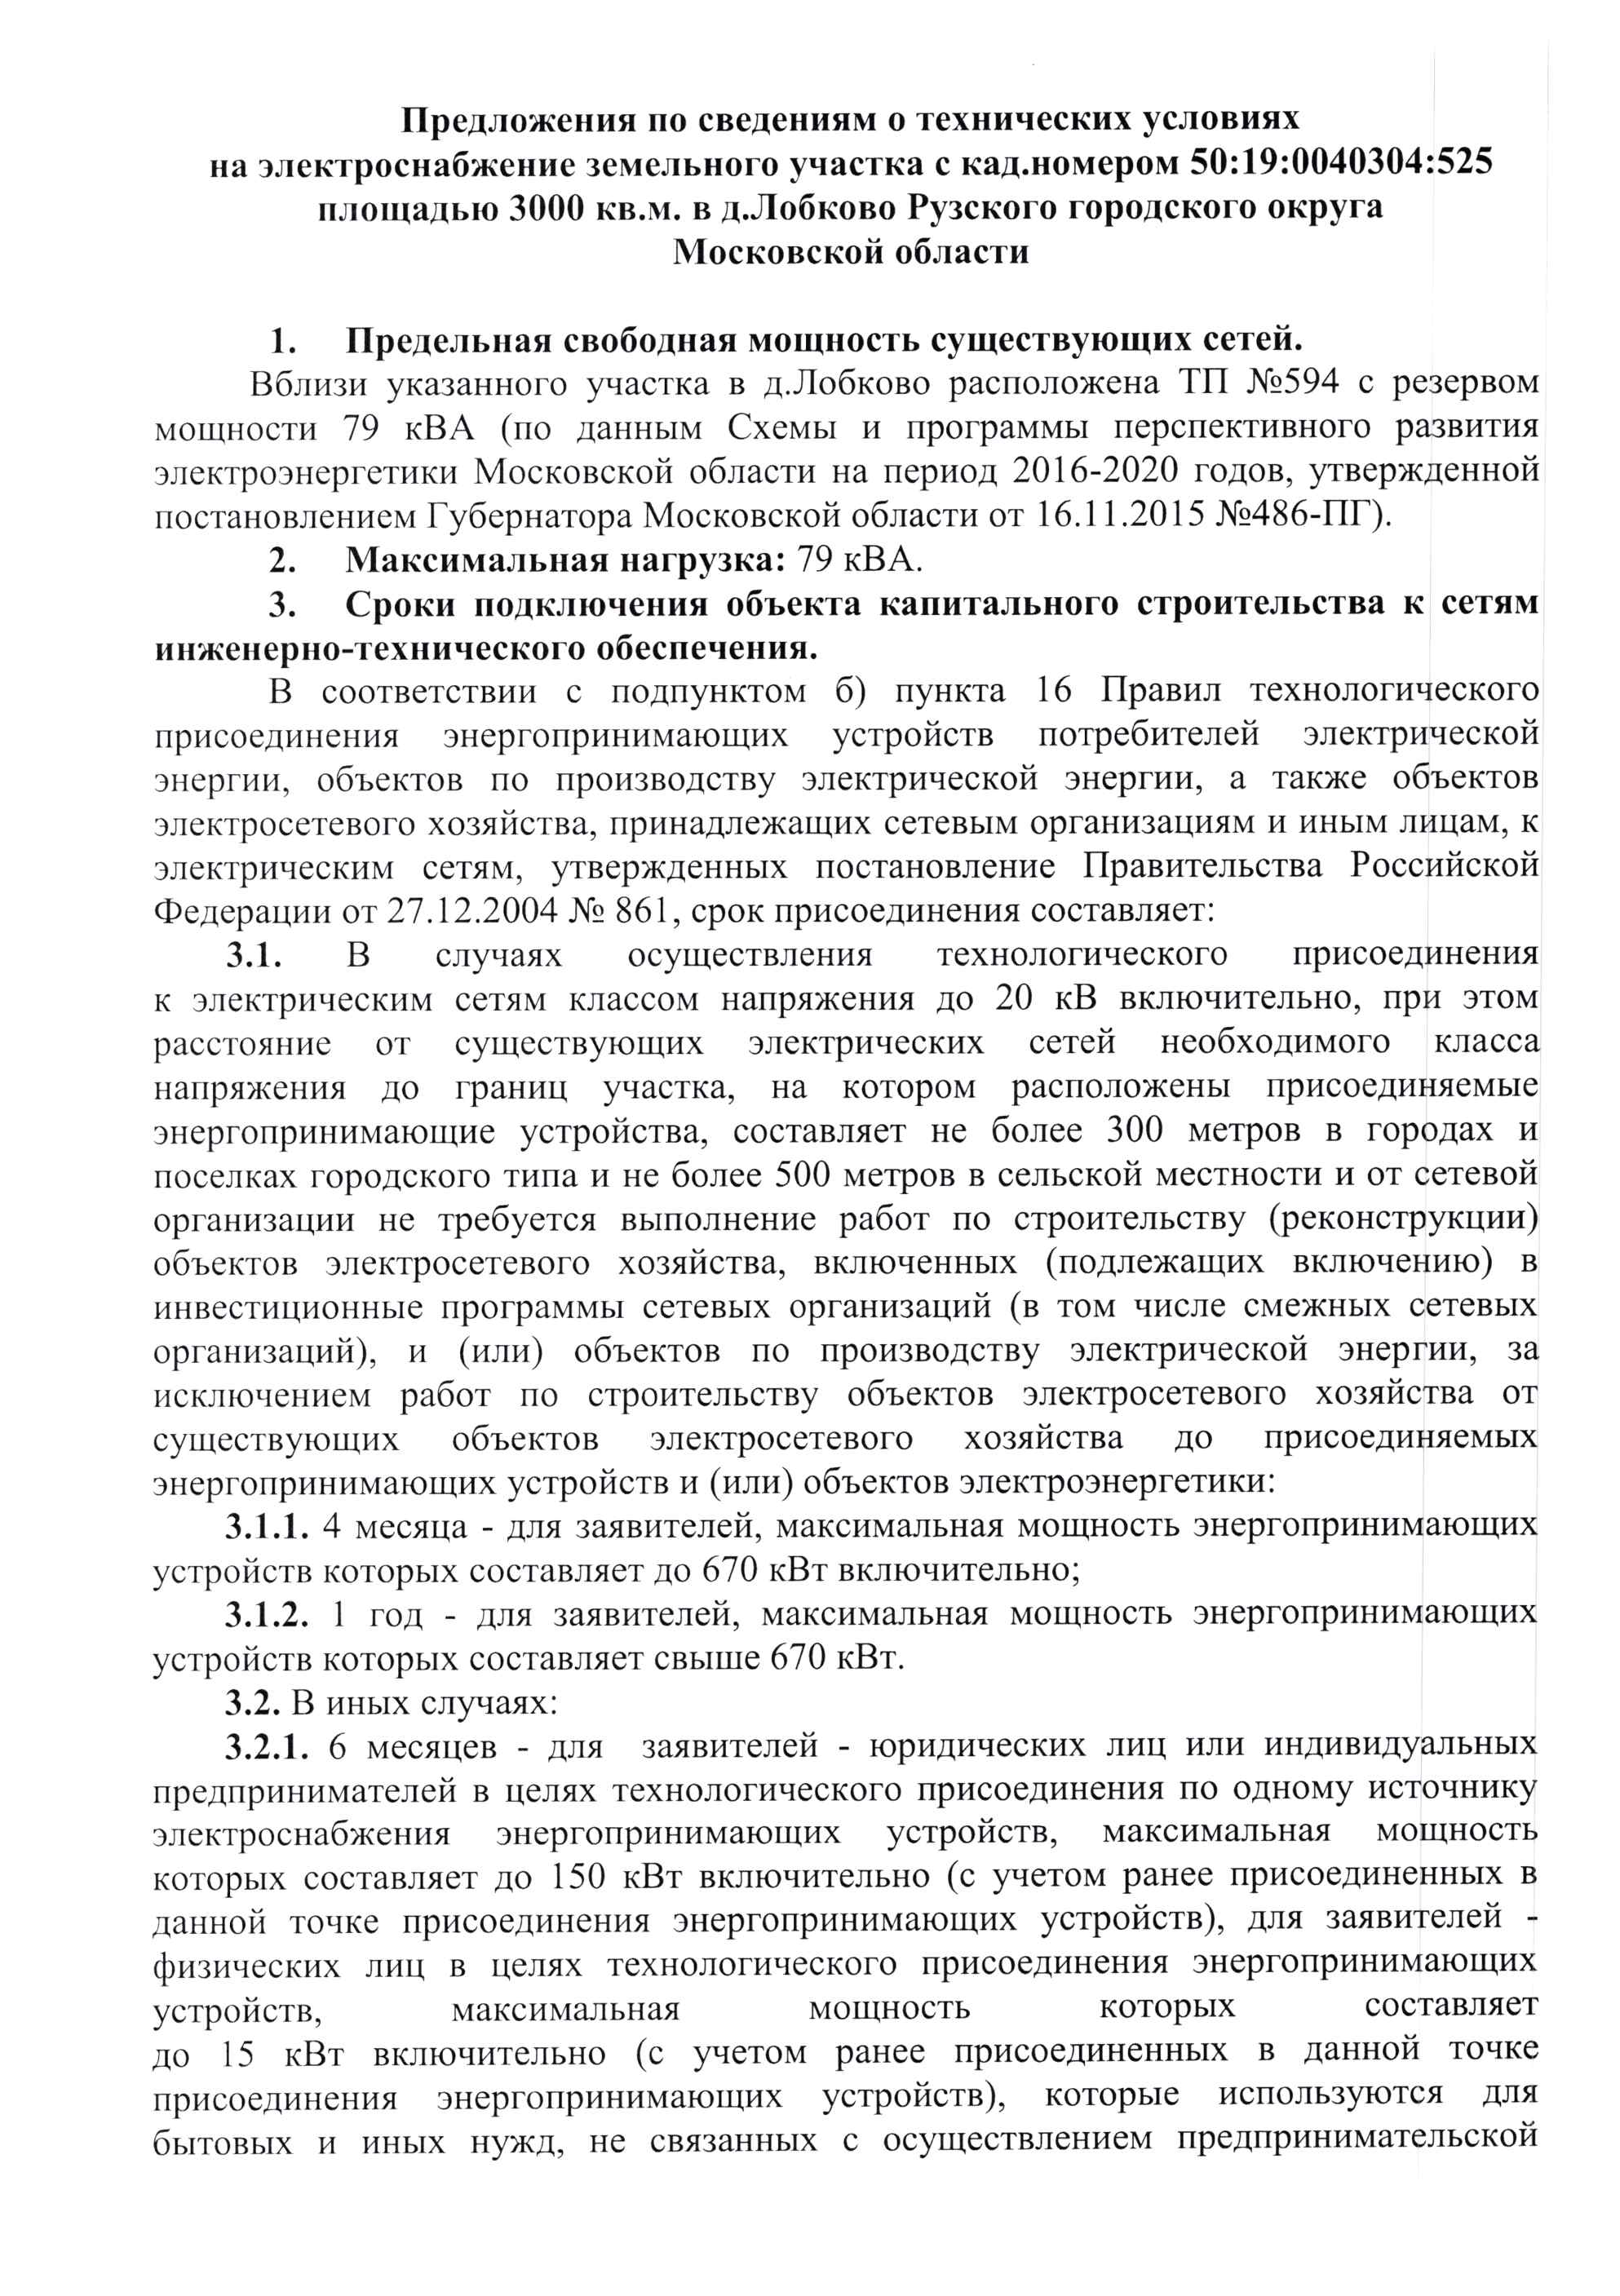 Предложения по сведениям о технических условиях
на электроснабжение земельного участка с кад.номером 50:19:0040304:525
площадью 3000 кв.м. в д.Лобково Рузского городского округа
Московской области
1. Предельная свободная мощность существующих сетей.
Вблизи указанного участка в д.Лобково расположена ТП №594 с резервом
мощности 79 кВА (по данным Схемы и программы перспективного развития
электроэнергетики Московской области на период 2016-2020 годов, утвержденной
постановлением Губернатора Московской области от 16.11.2015 №486-ПГ).
2. Максимальная нагрузка: 79 кВА.
3. Сроки подключения объекта капитального строительства к сетям
инженерно-технического обеспечения.
В соответствии с подпунктом б) пункта 16 Правил технологического
присоединения энергопринимающих устройств потребителей электрической
энергии, объектов по производству электрической энергии, а также объектов
электросетевого хозяйства, принадлежащих сетевым организациям и иным лицам, к
электрическим сетям, утвержденных постановление Правительства Российской
Федерации от 27.12.2004 № 861, срок присоединения составляет:
3.1. В случаях осуществления технологического присоединения
к электрическим сетям классом напряжения до 20 кВ включительно, при этом
расстояние от существующих электрических сетей необходимого класса
напряжения до границ участка, на котором расположены присоединяемые
энергопринимающие устройства, составляет не более 300 метров в городах и
поселках городского типа и не более 500 метров в сельской местности и от сетевой
организации не требуется выполнение работ по строительству (реконструкции)
объектов электросетевого хозяйства, включенных (подлежащих включению) в
инвестиционные программы сетевых организаций (в том числе смежных сетевых
организаций), и (или) объектов по производству электрической энергии, за
исключением работ по строительству объектов электросетевого хозяйства от
существующих объектов электросетевого хозяйства до присоединяемых
энергопринимающих устройств и (или) объектов электроэнергетики:
3.1.1. 4 месяца - для заявителей, максимальная мощность энергопринимающих
устройств которых составляет до 670 кВт включительно;
3.1.2. 1 год - для заявителей, максимальная мощность энергопринимающих
устройств которых составляет свыше 670 кВт.
3.2. В иных случаях:
3.2.1. 6 месяцев - для заявителей - юридических лиц или индивидуальных
предпринимателей в целях технологического присоединения по одному источнику
электроснабжения энергопринимающих устройств, максимальная мощность
которых составляет до 150 кВт включительно (с учетом ранее присоединенных в
данной точке присоединения энергопринимающих устройств), для заявителей -
физических лиц в целях технологического присоединения энергопринимающих
устройств, максимальная мощность которых составляет
до 15 кВт включительно (с учетом ранее присоединенных в данной точке
присоединения энергопринимающих устройств), которые используются для
бытовых и иных нужд, не связанных с осуществлением предпринимательской